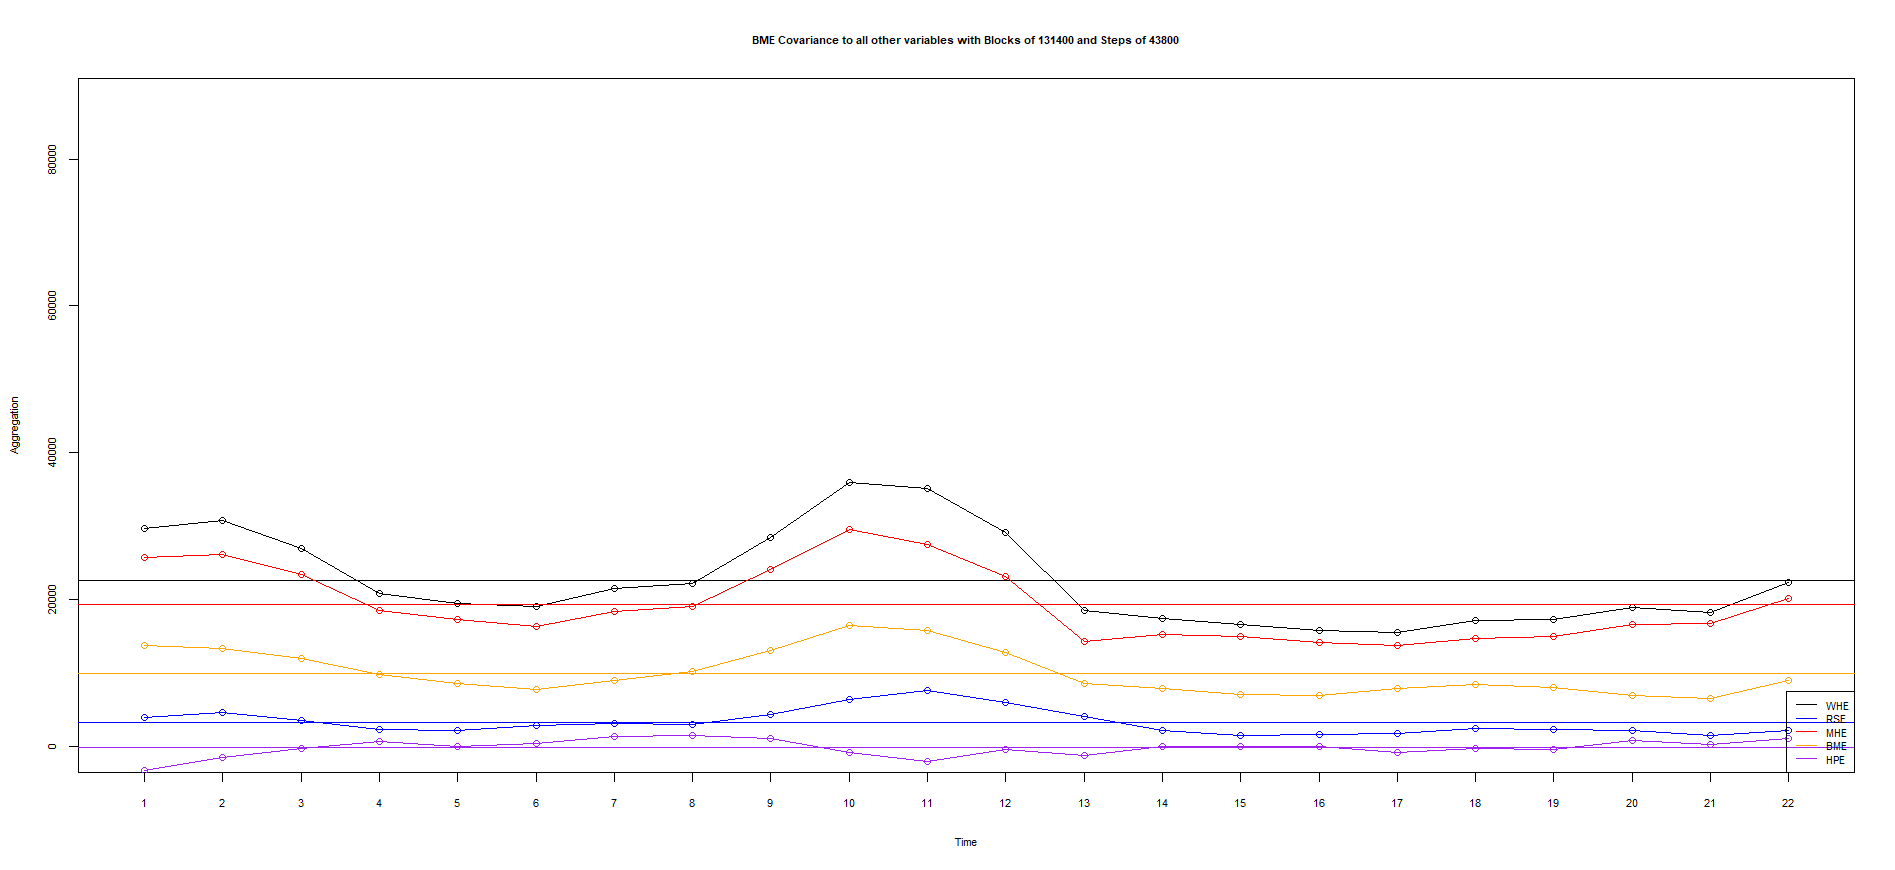 BME Covariance to all other variables with Blocks of 131400 and Steps of 43800
80000
60000
40000
20000
0
Aggregation
WHE
RSE
MHE
BME
HPE
1 2 3 4 5 6 7 8 9 10 11 12 13 14 15 16 17 18 19 20 21 22
Time